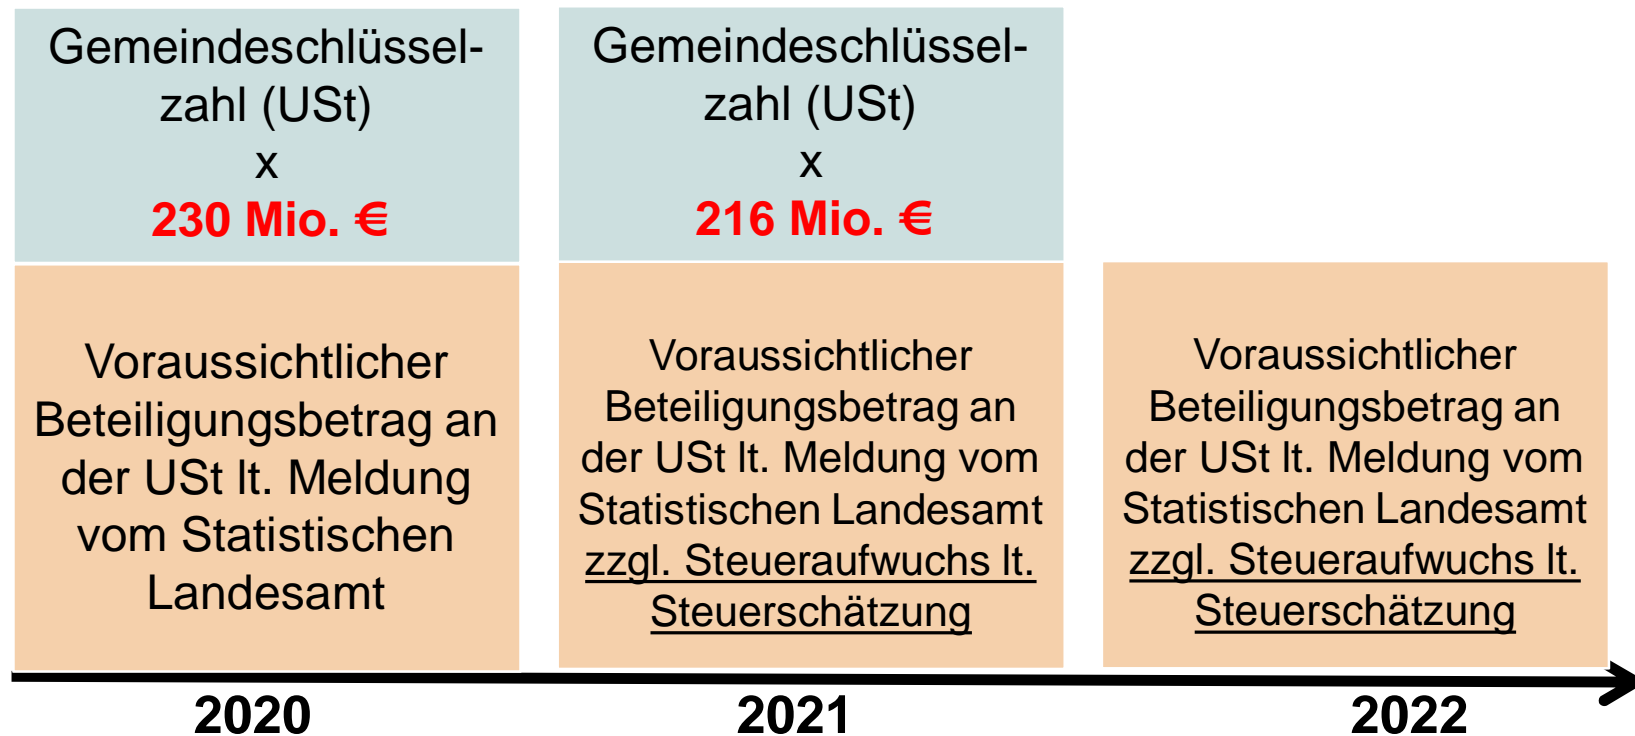 Gemeindeschlüssel-
zahl (USt)
x
230 Mio. €
Voraussichtlicher
Beteiligungsbetrag an
der USt lt. Meldung
vom Statistischen
Landesamt
2020
Gemeindeschlüssel-
zahl (USt)
x
216 Mio. €
Voraussichtlicher
Beteiligungsbetrag an
der USt lt. Meldung vom
Statistischen Landesamt
zzgl. Steueraufwuchs lt.
Steuerschätzung
2021
Voraussichtlicher
Beteiligungsbetrag an
der USt lt. Meldung vom
Statistischen Landesamt
zzgl. Steueraufwuchs lt.
Steuerschätzung
2022